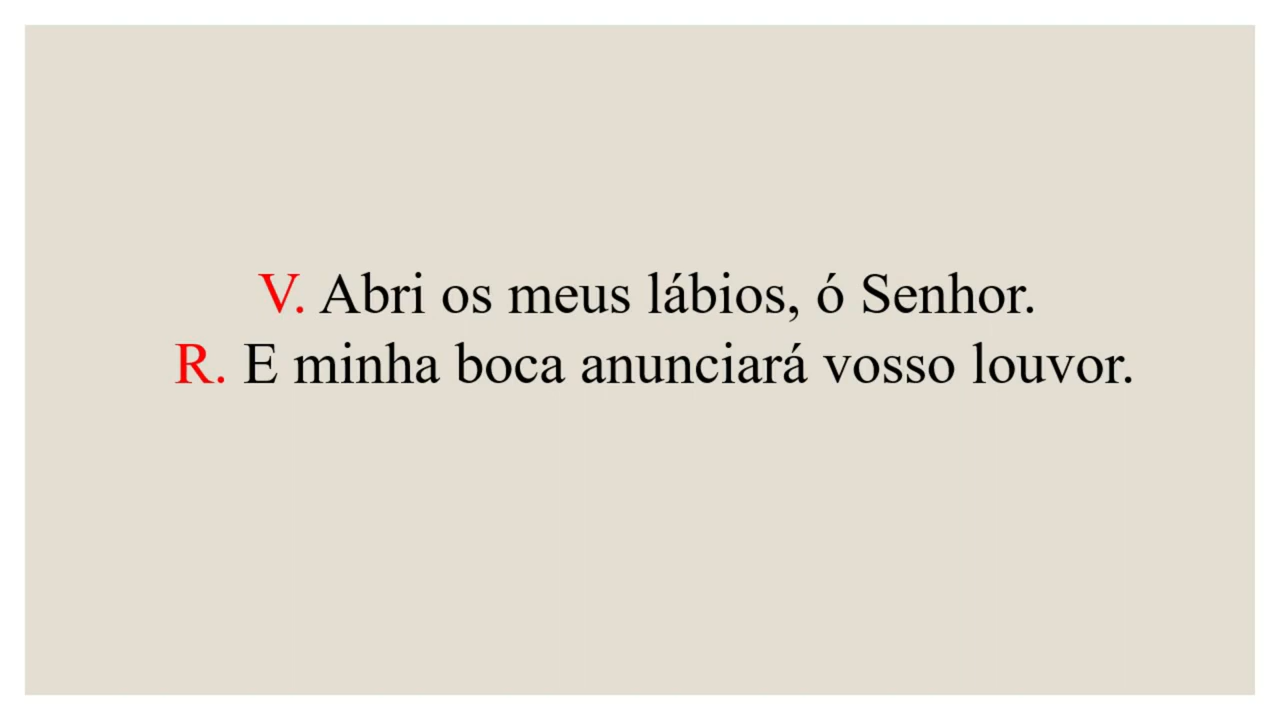 V. Abri os meus lábios, ó Senhor.
R. E minha boca anunciará vosso louvor.